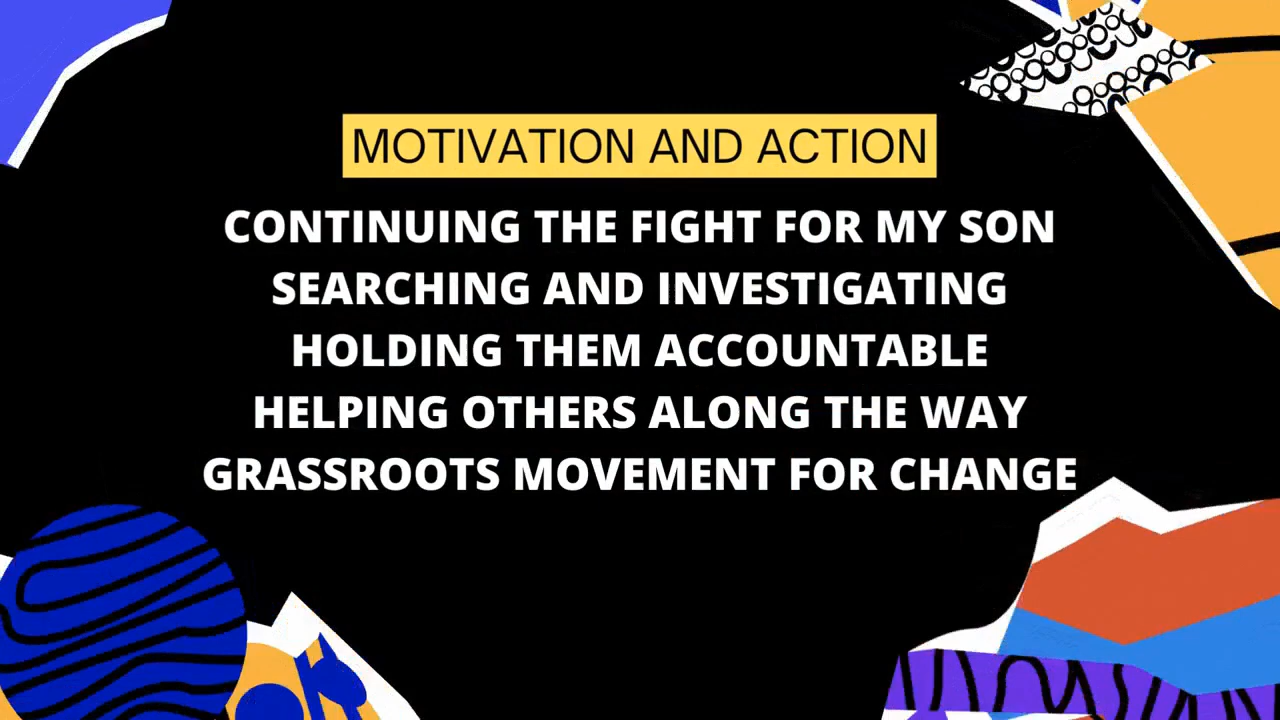 MOTIVATION AND ACTION
CONTINUING THE FIGHT FOR MY SON
SEARCHING AND INVESTIGATING
HOLDING THEM ACCOUNTABLE
HELPING OTHERS ALONG THE WAY
GRASSROOTS MOVEMENT FOR CHANGE